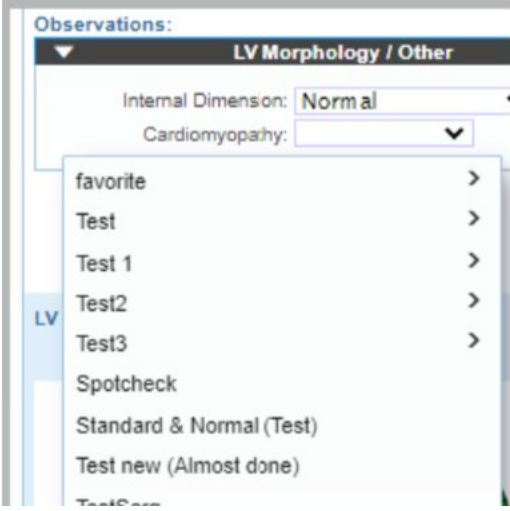 Observations:
LV Morphology / Other
Internal Dimension: Normal
Cardiomyopathy:
favorite
Test
Test 1
Test2
LV
Test3
Spotcheck
Standard & Normal (Test)
Test new (Almost done)